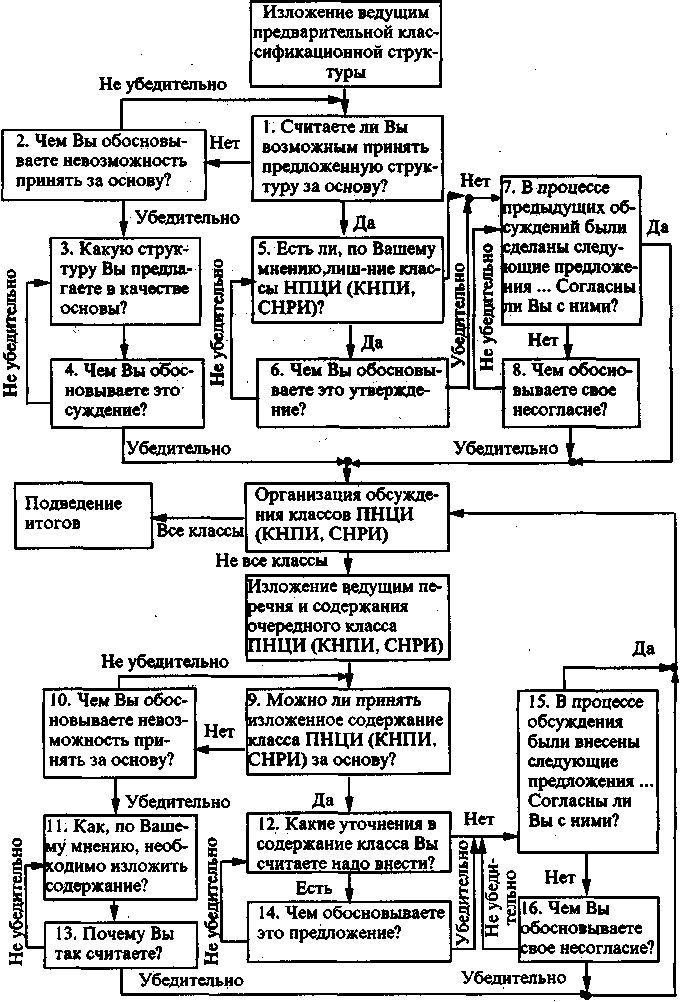 Изложение ведущим
предварительной клас-
сификационной струк-
туры
Не убедительно
2. Чем Вы обосновы-
ваете невозможность
принять за основу?
Нет
1. Считаете ли Вы
возможным принять
предложенную струк-
туру за основу?
Нет
7. В процессе
предыдущих об-
суждений были
сделаны следу-
ющие предложе-
ния ... Согласны
ли Вы с ними?
Да
Убедительно
Да
3. Какую струк-
туру Вы предла-
гаете в качестве
основы?
5. Есть ли, по Вашему
мнению,лиш-ние клас-
сы НПЦИ (КНПИ,
СНРИ)?
Не убедительно
Не убедительно
Убедительно
Не убедительно
Да
Нет
4. Чем Вы обос-
новываете это
суждение?
6. Чем Вы обосновы-
ваете это утвержде-
ние?
8. Чем обосно-
вываете свое
несогласие?
Убедительно
Убедительно
Подведение
итогов
Все классы
Организация обсужде-
ния классов ПНЦИ
(КНПИ, СНРИ)
Не все классы
Изложение ведущим пе-
речня и содержания
очередного класса
ПНЦИ (КНПИ, СНРИ)
Да
Не убедительно
10. Чем Вы обос-
новываете невоз-
можность при-
нять за основу?
Нет
9. Можно ли принять
изложенное содержание
класса ПНЦИ (КНПИ,
СНРИ) за основу?
15. В процессе
обсуждения
были внесены
следующие
предложения ...
Согласны ли
Вы с ними?
Убедительно
Да
11. Как, по Ваше-
му мнению, необ-
ходимо изложить
содержание?
12. Какие уточнения в
содержание класса Вы
считаете надо внести?
Нет
Не убедительно
Не убедительно
Убедительно
Не убеди-
тельно
Есть
Нет
13. Почему Вы
так считаете?
14. Чем обосновываете
это предложение?
16. Чем Вы
обосновываете
свое несогласие?
Убедительно
Убедительно